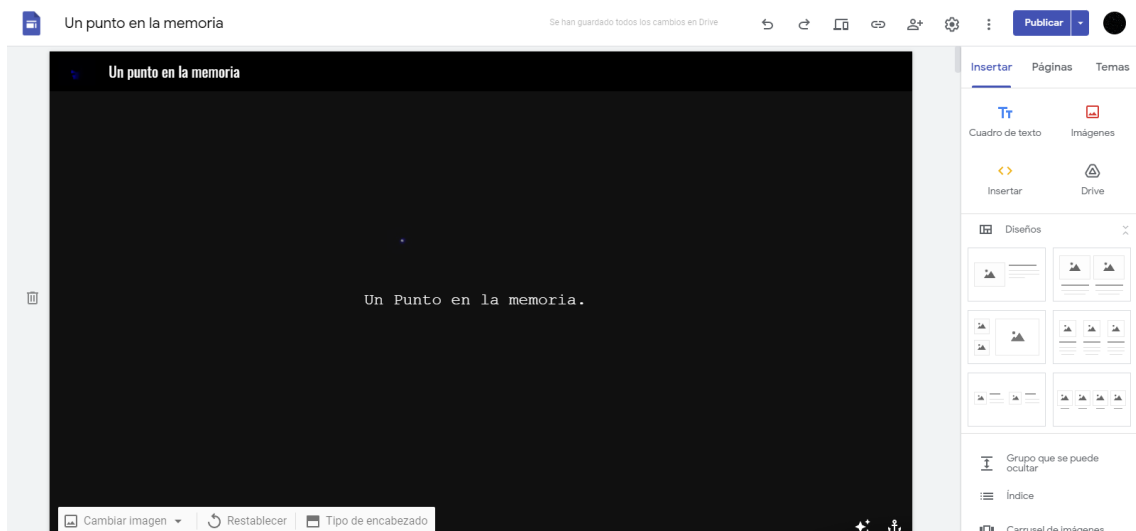 Un punto en la memoria
Se han guardado todos los cambios en Drive
Publicar
Un punto en la memoria
Insertar Páginas Temas
Cuadro de texto Imágenes
Insertar Drive
Diseños
Un Punto en la memoria.
Grupo que se puede
ocultar
Índice
Carrusel de imágenes
Cambiar imagen Restablecer Tipo de encabezado